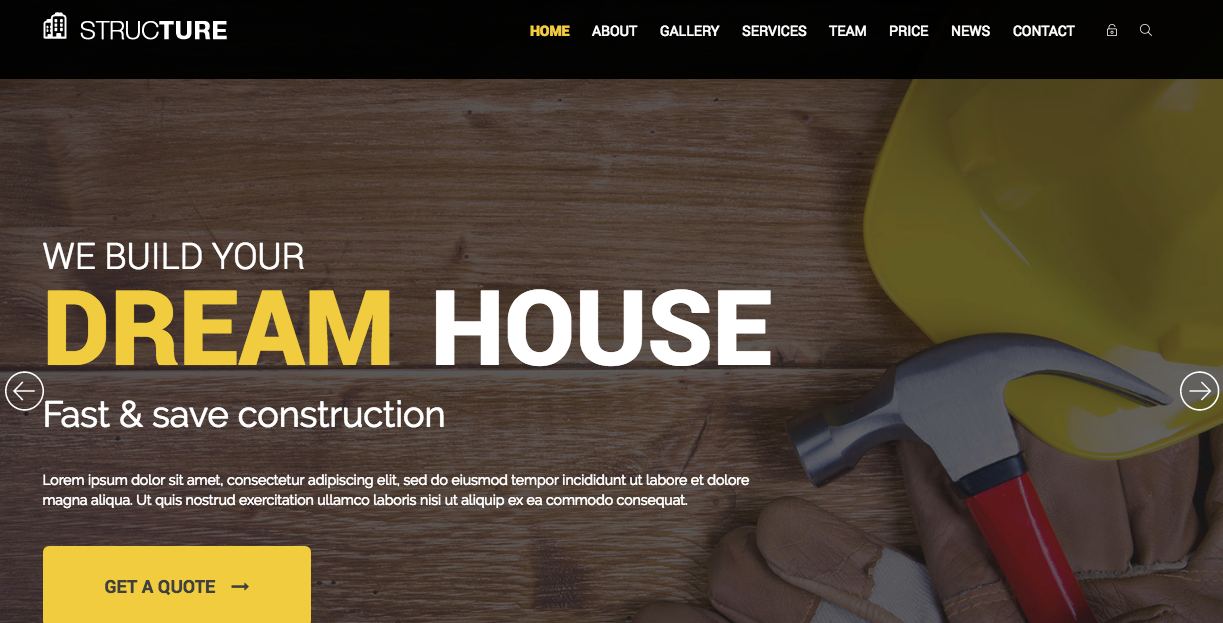 STRUCTURE
HOME ABOUT GALLERY SERVICES TEAM PRICE NEWS CONTACT
WE BUILD YOUR
DREAM HOUSE
Fast & save construction
Lorem ipsum dolor sit amet, consectetur adipiscing elit, sed do eiusmod tempor incididunt ut labore et dolore
magna aliqua. Ut quis nostrud exercitation ullamco laboris nisi ut aliquip ex ea commodo consequat.
GET A QUOTE →